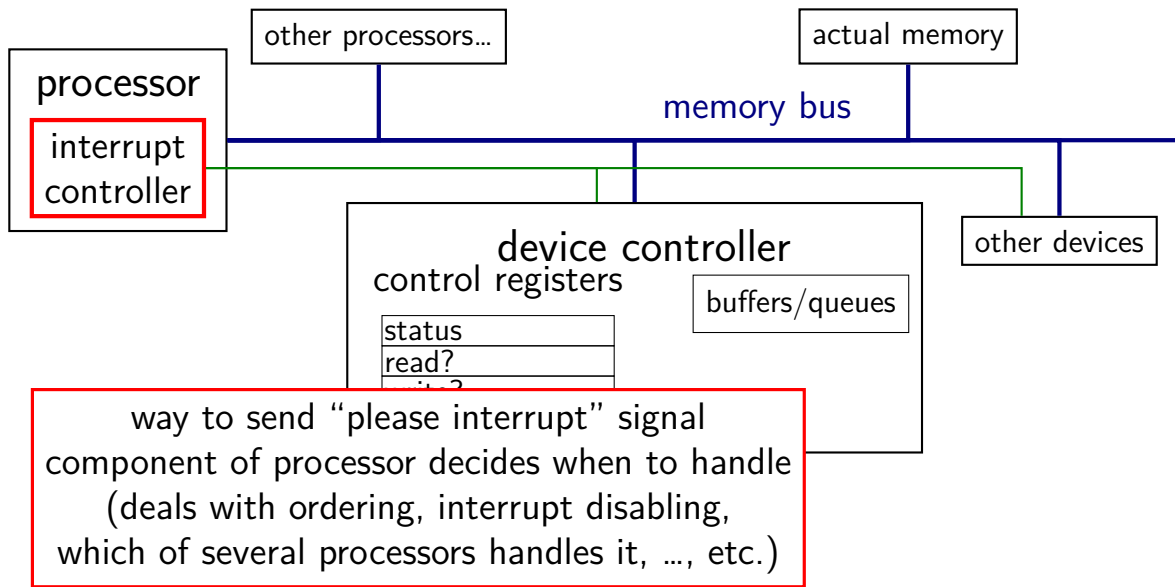 other processors…
actual memory
processor
memory bus
interrupt
controller
device controller
other devices
control registers
buffers/queues
status
read?
write?
way to send “please interrupt” signal
component of processor decides when to handle
(deals with ordering, interrupt disabling,
which of several processors handles it, …, etc.)